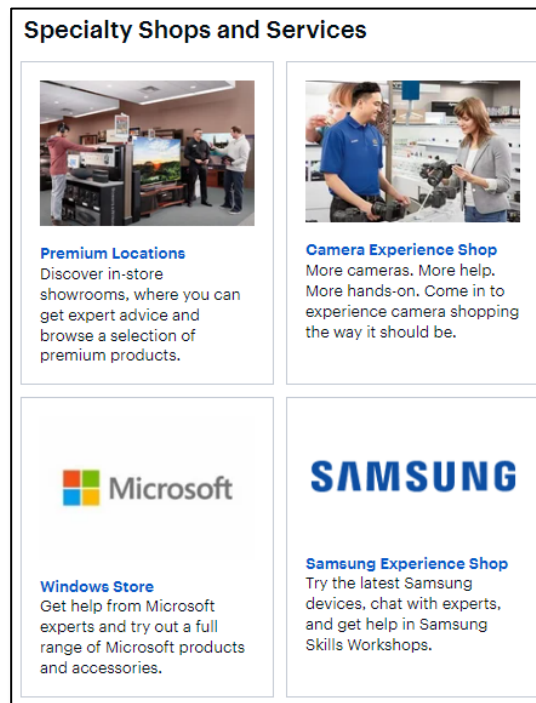 Specialty Shops and Services
Premium Locations
Discover in-store
showrooms, where you can
get expert advice and
browse a selection of
premium products.
Camera Experience Shop
More cameras. More help.
More hands-on. Come in to
experience camera shopping
the way it should be.
Microsoft
Windows Store
Get help from Microsoft
experts and try out a full
range of Microsoft products
and accessories.
SAMSUNG
Samsung Experience Shop
Try the latest Samsung
devices, chat with experts,
and get help in Samsung
Skills Workshops.